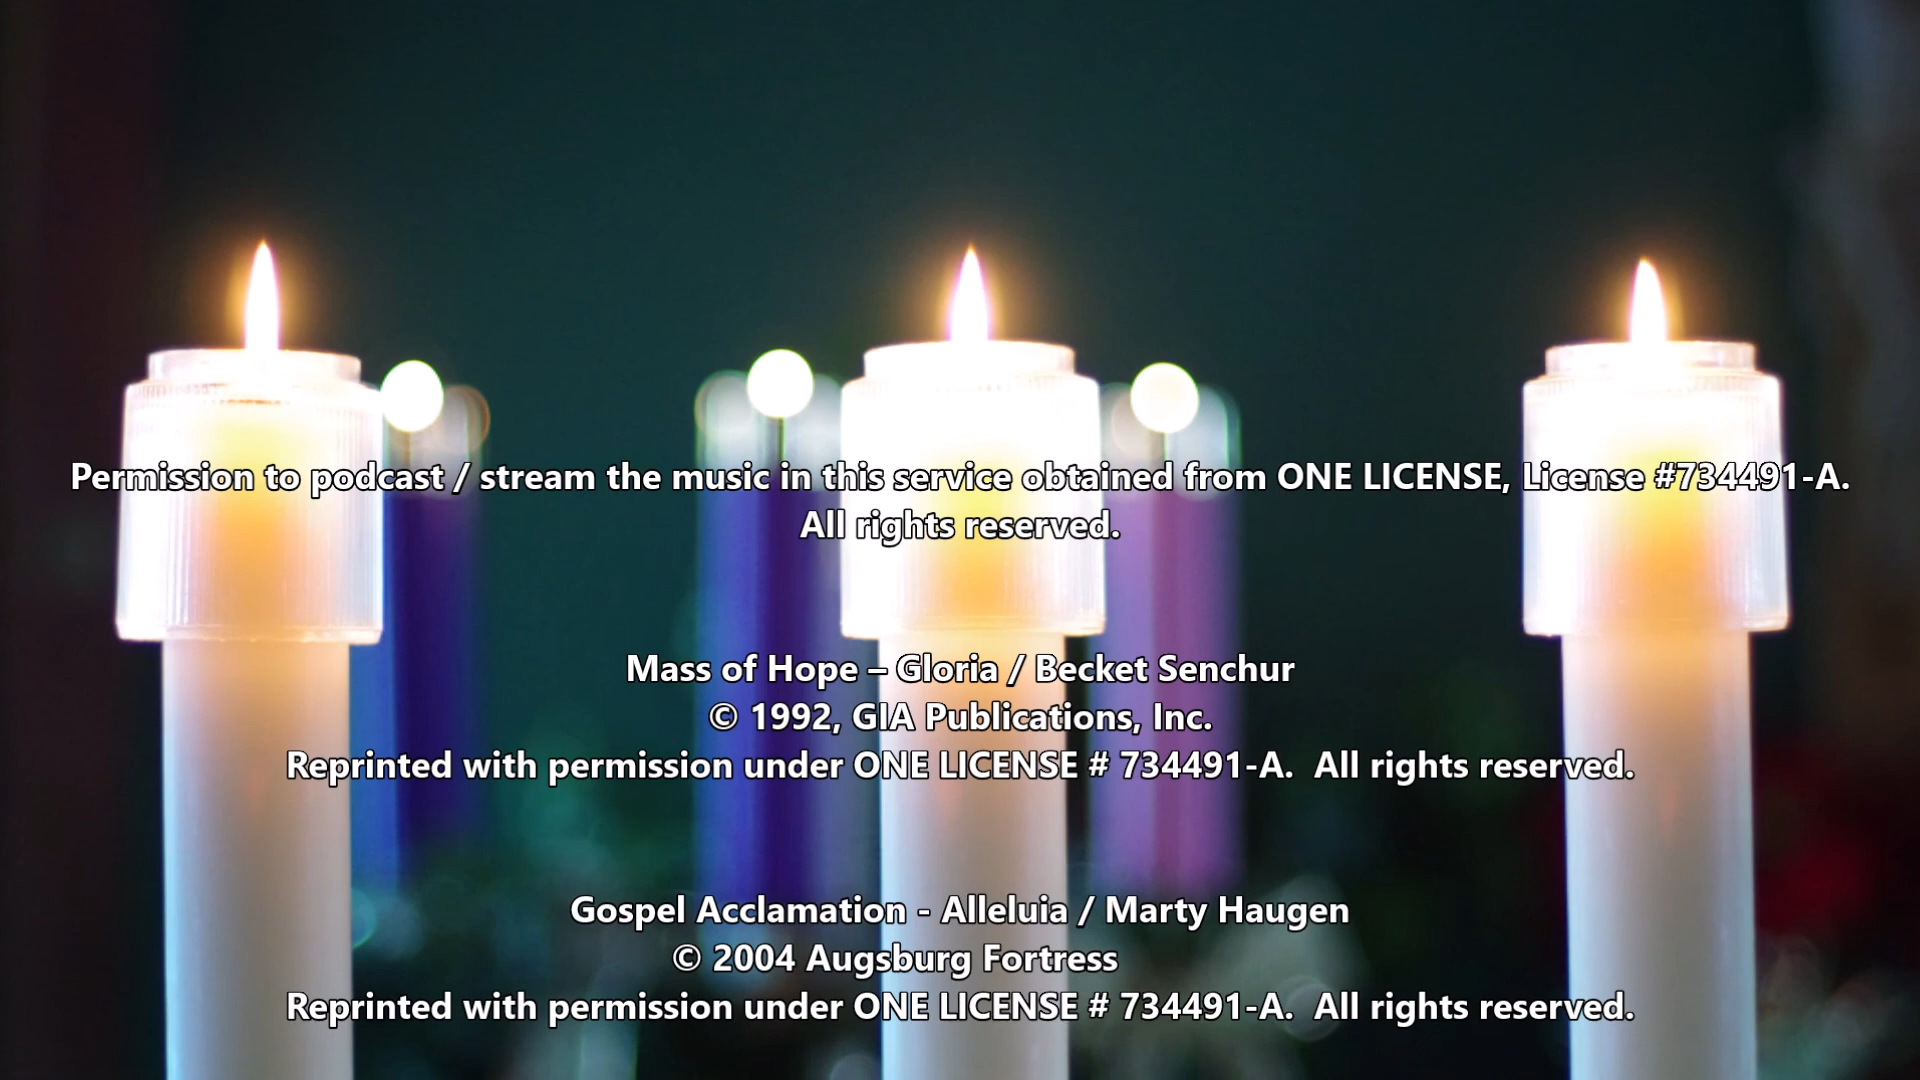 Permission to podcast / stream the music in this service obtained from ONE LICENSE, License #734491-A.
All rights reserved.
Mass of Hope – Gloria / Becket Senchur
© 1992, GIA Publications, Inc.
Reprinted with permission under ONE LICENSE # 734491-A.  All rights reserved.
Gospel Acclamation - Alleluia / Marty Haugen
© 2004 Augsburg Fortress
Reprinted with permission under ONE LICENSE # 734491-A.  All rights reserved.